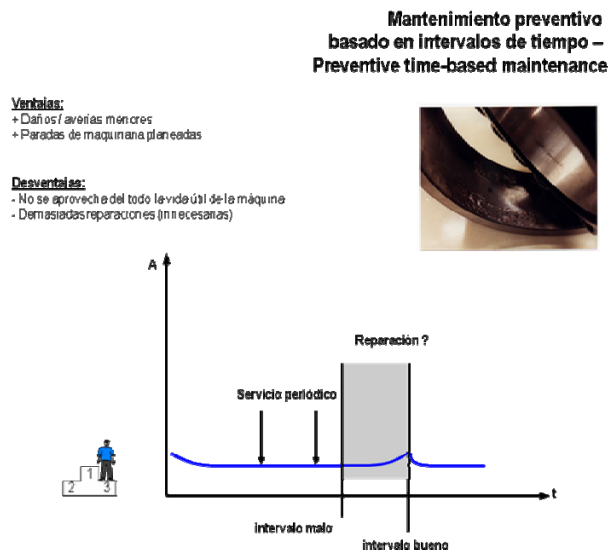 Mantenimiento preventivo
basado en intervalos de tiempo –
Preventive time-based maintenance
Ventajas:
+ Daños / averías menores
+ Paradas de maquinaria planeadas
Desventajas:
- No se aprovecha del todo la vida útil de la máquina
- Demasiadas reparaciones (innecesarias)
A
Reparación ?
Servicio periódico
1
2 3
t
intervalo malo
intervalo bueno